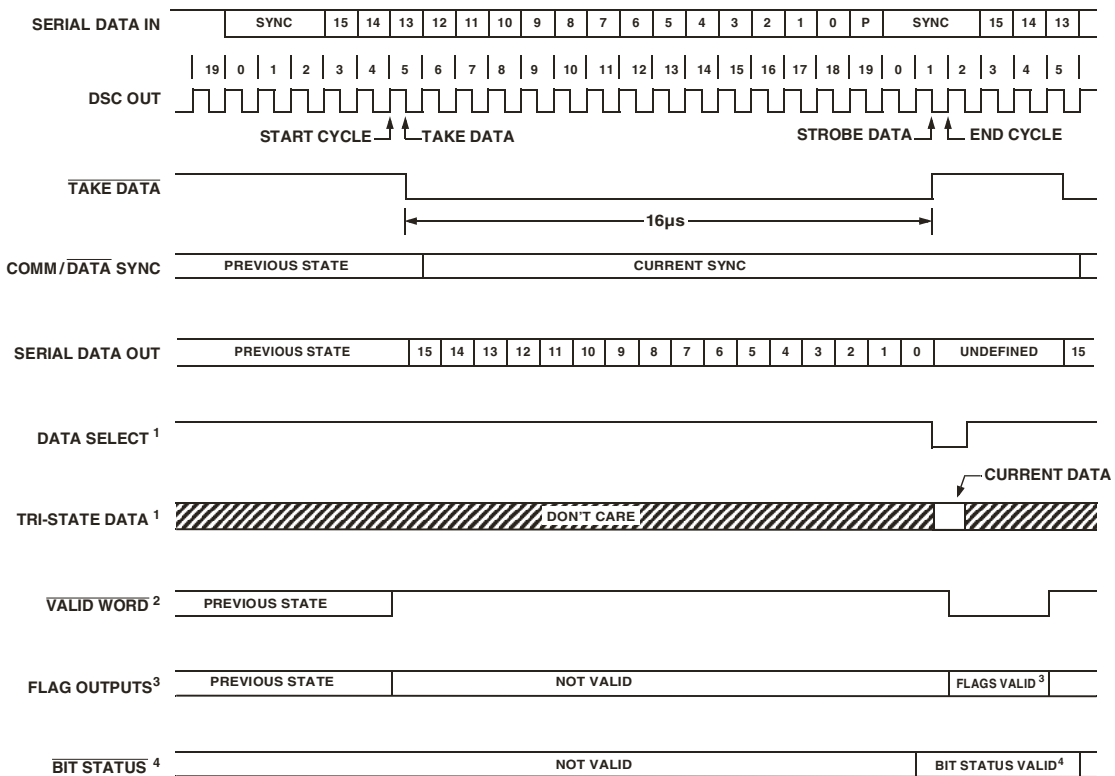 SERIAL DATA IN SYNC 15 14 13 12 11 10 9 8 7 6 5 4 3 2 1 0 P SYNC 15 14 13
19 0 1 2 3 4 5 6 7 8 9 10 11 12 13 14 15 16 17 18 19 0 1 2 3 4 5
DSC OUT
START CYCLE TAKE DATA STROBE DATA END CYCLE
TAKE DATA
16µs
COMM/DATA SYNC PREVIOUS STATE CURRENT SYNC
SERIAL DATA OUT PREVIOUS STATE 15 14 13 12 11 10 9 8 7 6 5 4 3 2 1 0 UNDEFINED 15
DATA SELECT 1
CURRENT DATA
TRI-STATE DATA 1 DON'T CARE
VALID WORD 2 PREVIOUS STATE
FLAG OUTPUTS3 PREVIOUS STATE NOT VALID FLAGS VALID 3
BIT STATUS 4 NOT VALID BIT STATUS VALID4